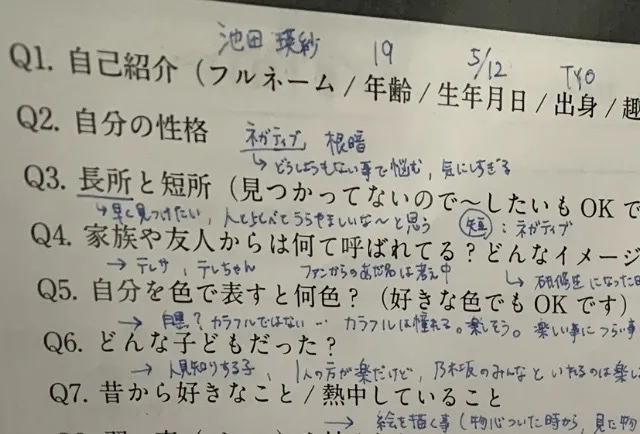 池田 瑛紗 19 5/12 TYO
Q1. 自己紹介（フルネーム / 年齢 / 生年月日 / 出身 / 趣
Q2. 自分の性格 ネガティブ, 根暗
→ どうしようもない事で悩む, 気にしすぎる
Q3. 長所と短所（見つかってないので〜したいもOKで
→ 早く見つけたい, 人と比べてうらやましいな〜と思う 短 : ネガティブ
Q4. 家族や友人からは何て呼ばれてる？どんなイメージ
→ テレサ, テレちゃん ファンからのあだ名は考え中 → 研修生になった日
Q5. 自分を色で表すと何色？（好きな色でもOKです）
→ 白黒？カラフルではない… カラフルは憧れる。楽しそう。楽しい事につらい事
Q6. どんな子どもだった？
→ 人見知りする子, 1人の方が楽だけど, 乃木坂のみんなといれるのは楽し
Q7. 昔から好きなこと / 熱中していること
→ 絵を描く事（物心ついた時から, 見た物